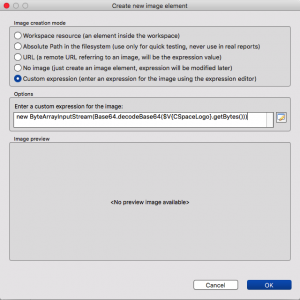 Create new image element
Image creation mode
Workspace resource (an element inside the workspace)
Absolute Path in the filesystem (use only for quick testing, never use in real reports)
URL (a remote URL referring to an image, will be the expression value)
No image (just create an image element, expression will be modified later)
Custom expression (enter an expression for the image using the expression editor)
Options
Enter a custom expression for the image:
new ByteArrayInputStream(Base64.decodeBase64($V{CSpaceLogo}.getBytes()))
Image preview
<No preview image available>
Cancel
OK